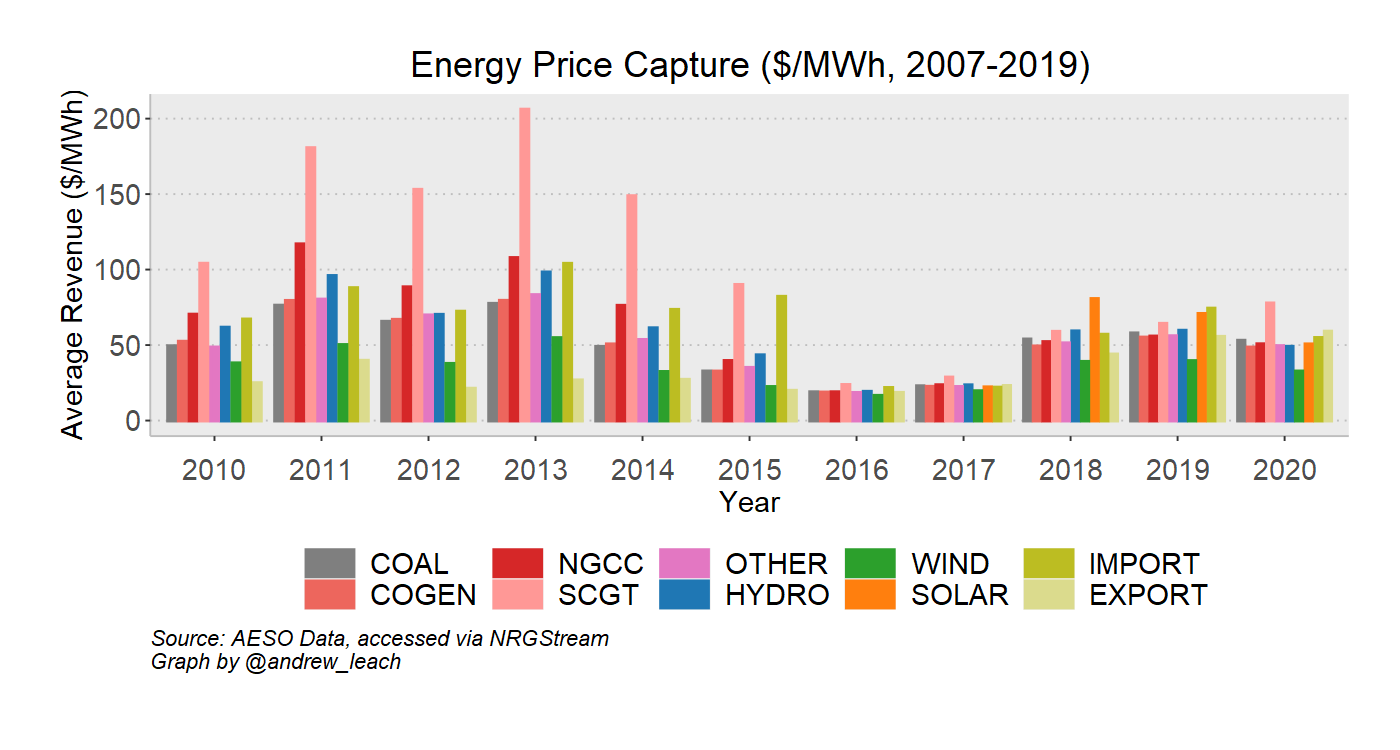 Energy Price Capture ($/MWh, 2007-2019)
Average Revenue ($/MWh)
200
150
100
50
0
2010 2011 2012 2013 2014 2015 2016 2017 2018 2019 2020
Year
COAL NGCC OTHER WIND IMPORT
COGEN SCGT HYDRO SOLAR EXPORT
Source: AESO Data, accessed via NRGStream
Graph by @andrew_leach